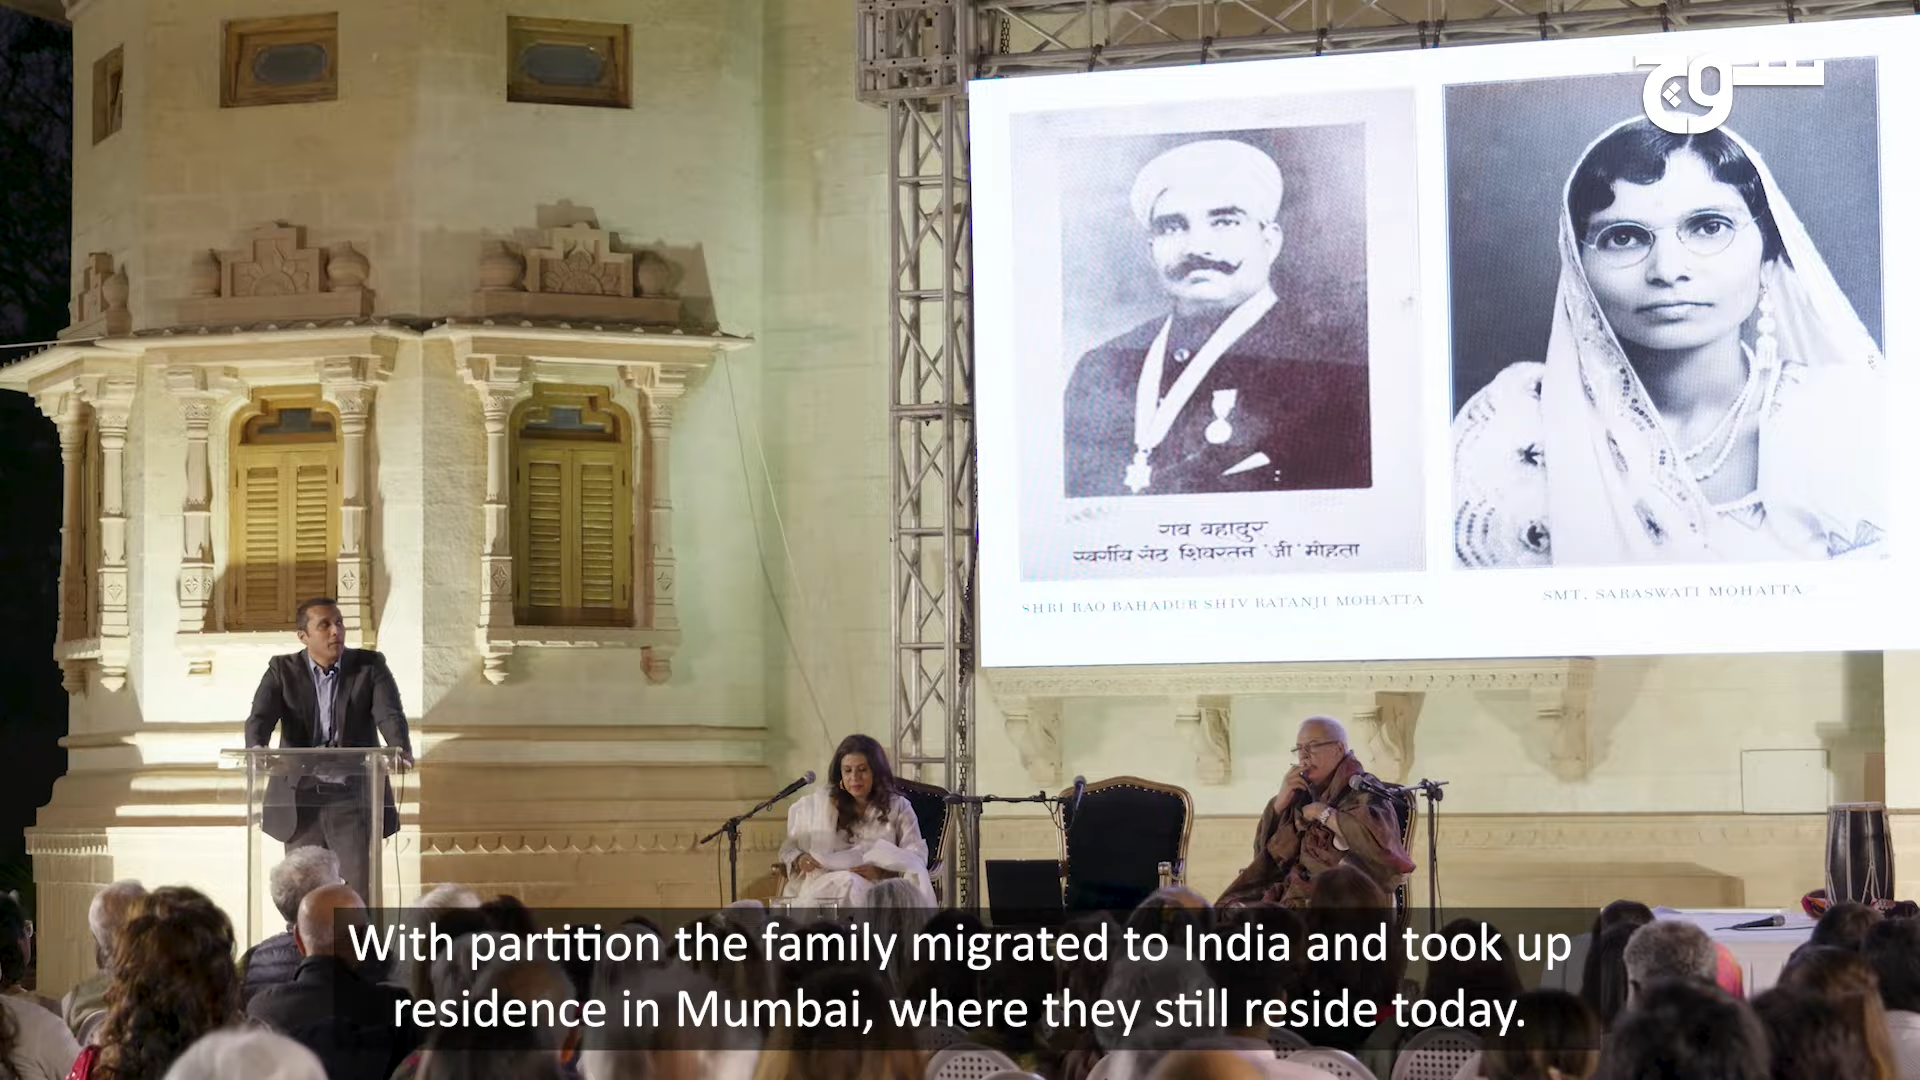 سوچ
राव बहादुर
स्वर्गीय सेठ शिवरतन जी मोहता
SHRI RAO BAHADUR SHIV RATANJI MOHATTA
SMT. SARASWATI MOHATTA
With partition the family migrated to India and took up
residence in Mumbai, where they still reside today.